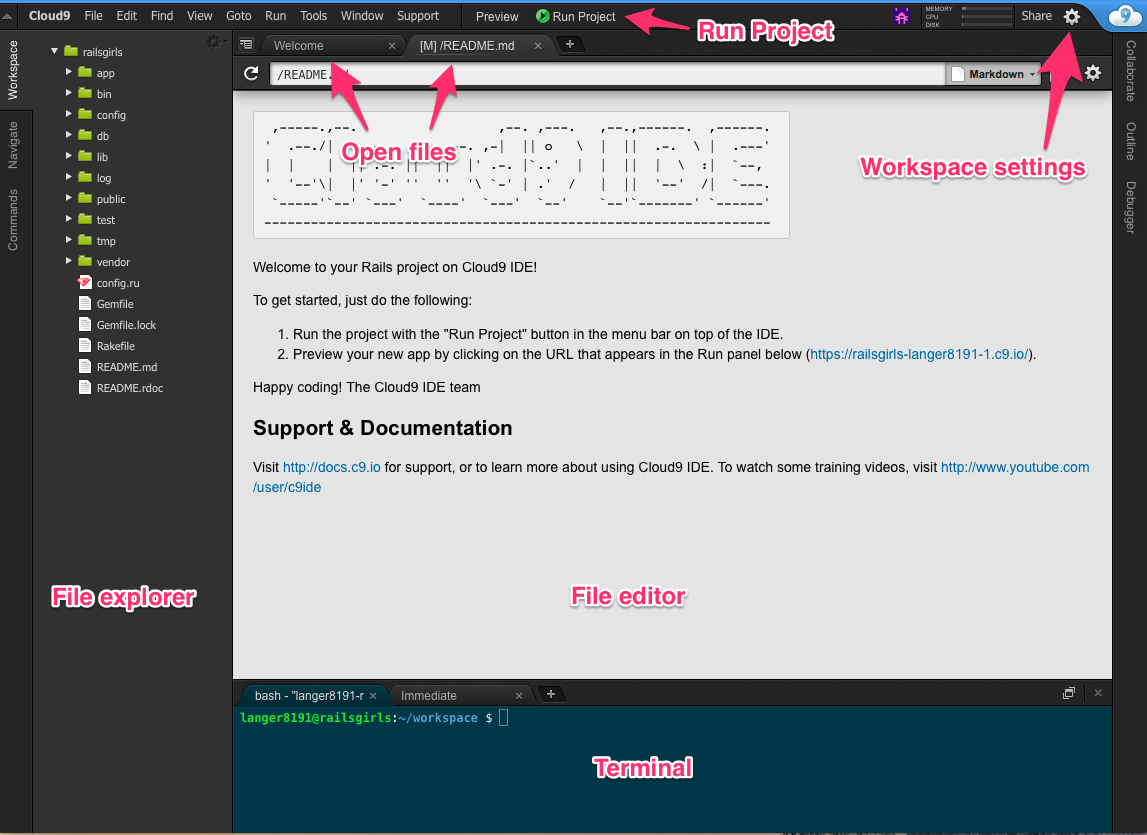 Cloud9 File Edit Find View Goto Run Tools Window Support Preview Run Project MEMORY CPU DISK Share
Run Project
Workspace
Navigate
Commands
railsgirls
app
bin
config
db
lib
log
public
test
tmp
vendor
config.ru
Gemfile
Gemfile.lock
Rakefile
README.md
README.rdoc
File explorer
Welcome [M] /README.md
/README. Markdown
Open files
Workspace settings
Collaborate
Outline
Debugger
Welcome to your Rails project on Cloud9 IDE!
To get started, just do the following:
1. Run the project with the "Run Project" button in the menu bar on top of the IDE.
2. Preview your new app by clicking on the URL that appears in the Run panel below (https://railsgirls-langer8191-1.c9.io/).
Happy coding! The Cloud9 IDE team
Support & Documentation
Visit http://docs.c9.io for support, or to learn more about using Cloud9 IDE. To watch some training videos, visit http://www.youtube.com
/user/c9ide
File editor
bash - "langer8191-r Immediate
langer8191@railsgirls:~/workspace $
Terminal